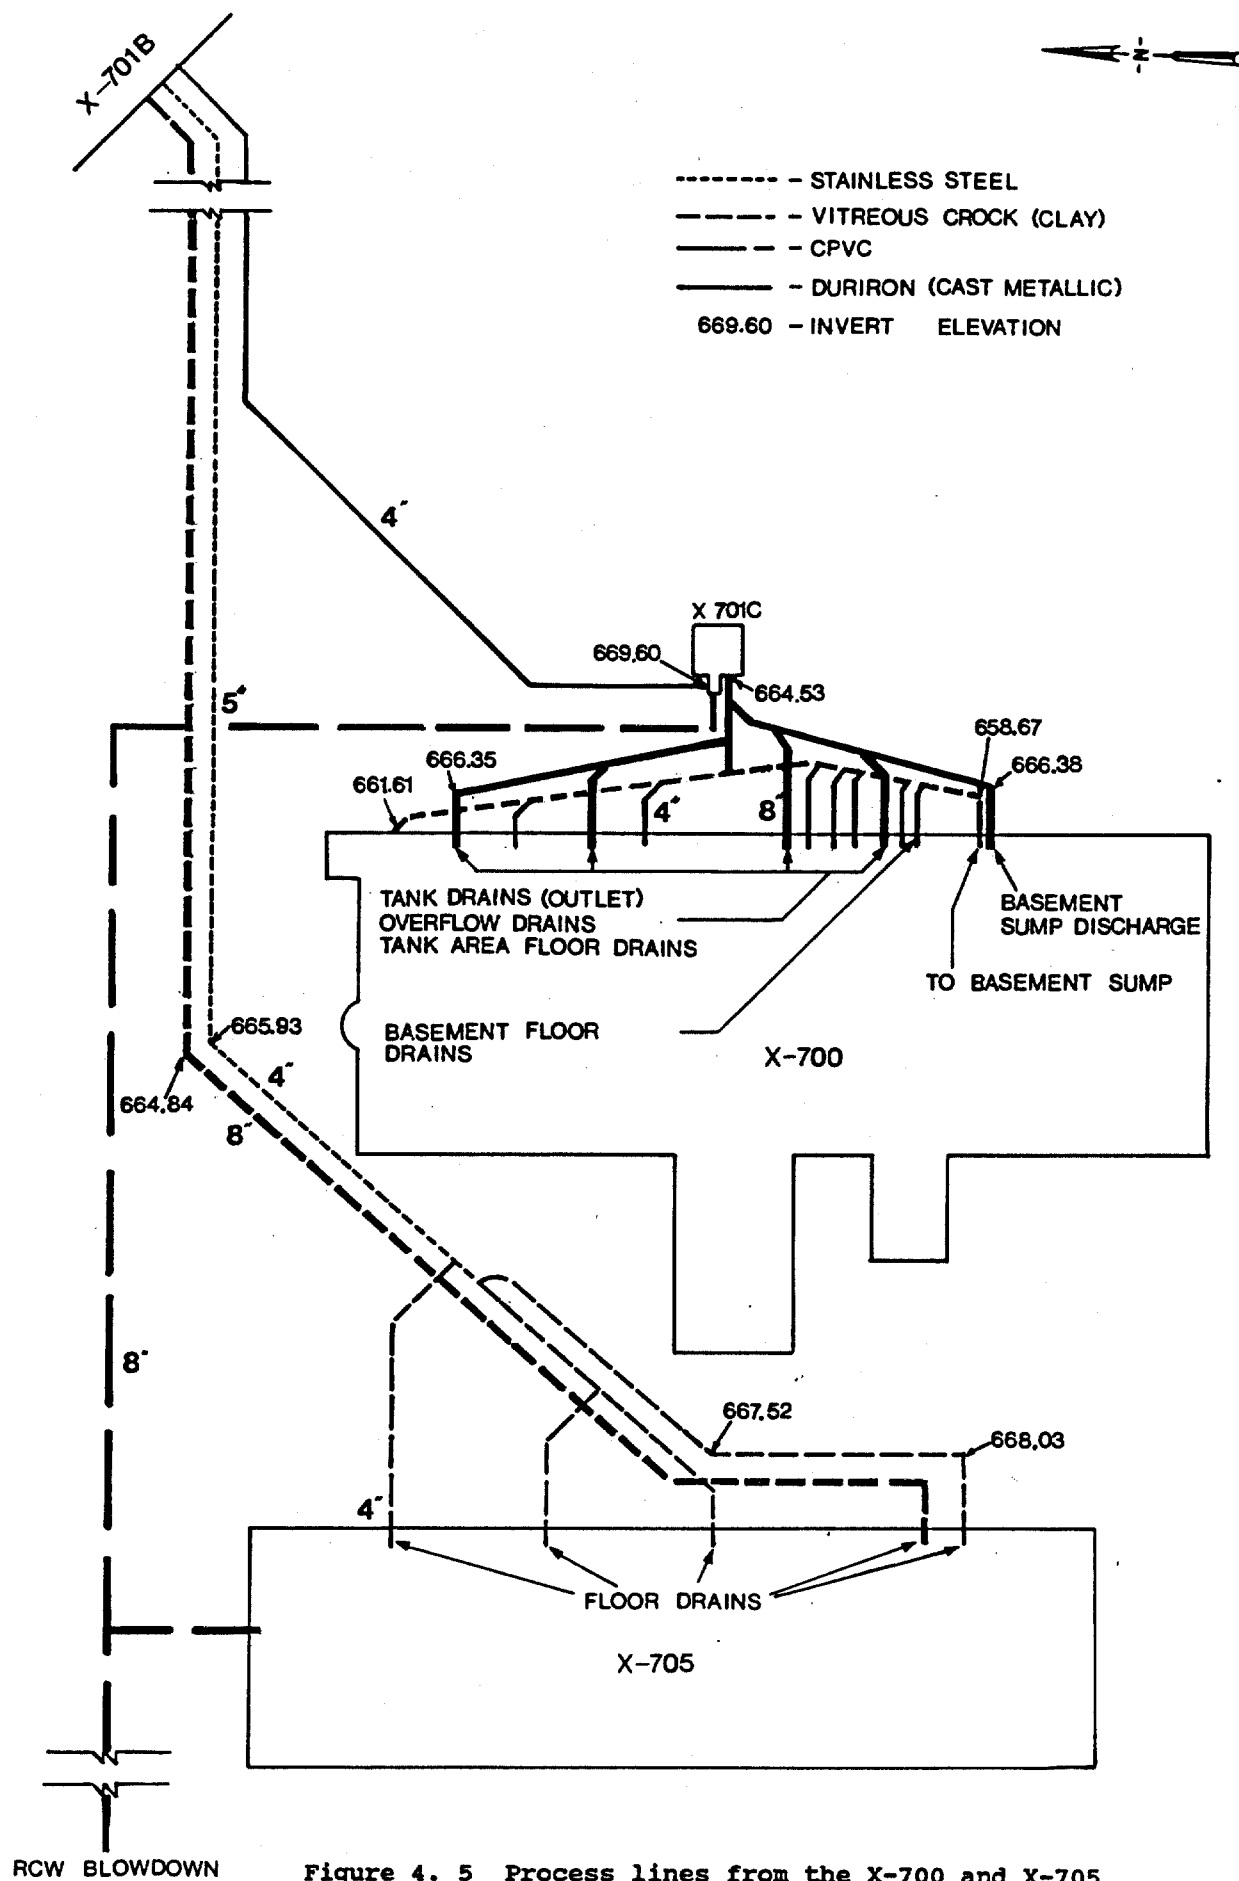 X-701B
N
STAINLESS STEEL
VITREOUS CROCK (CLAY)
CPVC
DURIRON (CAST METALLIC)
669.60 - INVERT ELEVATION
4"
X 701C
669.60
664.53
5"
658.67
666.35
666.38
661.61
4"
8"
TANK DRAINS (OUTLET)
OVERFLOW DRAINS
TANK AREA FLOOR DRAINS
BASEMENT
SUMP DISCHARGE
TO BASEMENT SUMP
BASEMENT FLOOR
DRAINS
X-700
665.93
4"
664.84
8"
8"
667.52
668.03
4"
FLOOR DRAINS
X-705
RCW BLOWDOWN
Figure 4. 5 Process lines from the X-700 and X-705